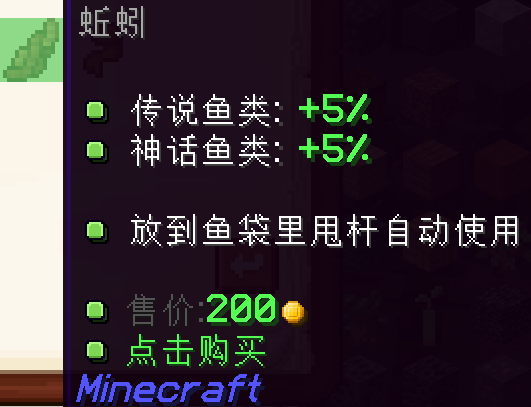 蚯蚓
传说鱼类: +5%
神话鱼类: +5%
放到鱼袋里甩杆自动使用
售价:200
点击购买
Minecraft